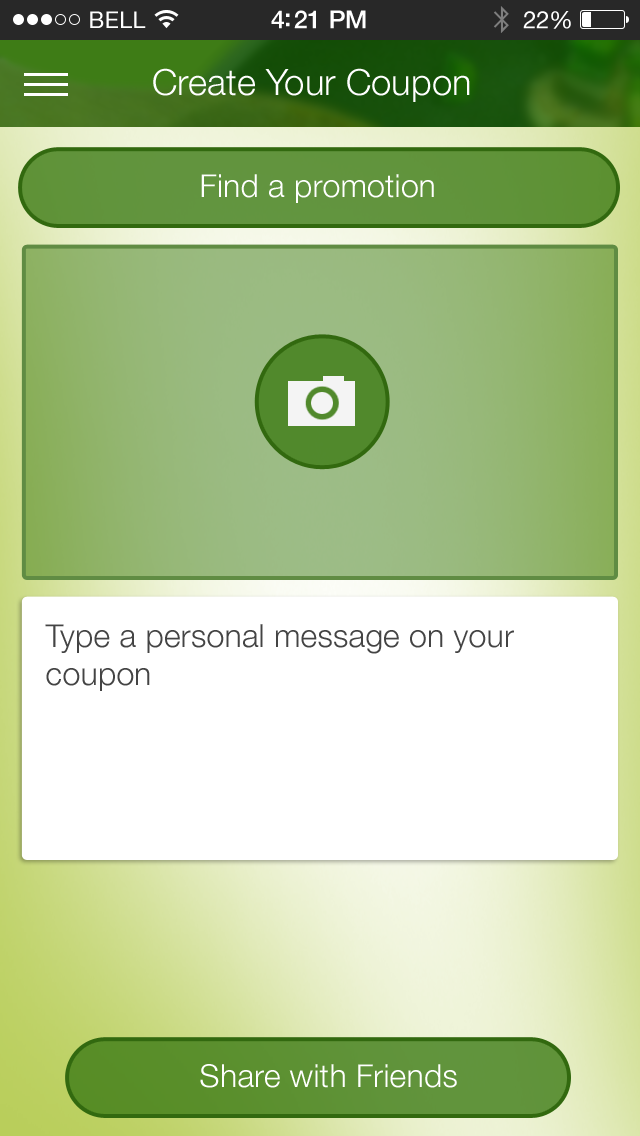 BELL 4:21 PM 22%
Create Your Coupon
Find a promotion
Type a personal message on your
coupon
Share with Friends